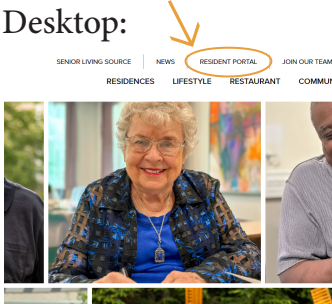 Desktop:
SENIOR LIVING SOURCE NEWS RESIDENT PORTAL JOIN OUR TEAM
RESIDENCES LIFESTYLE RESTAURANT